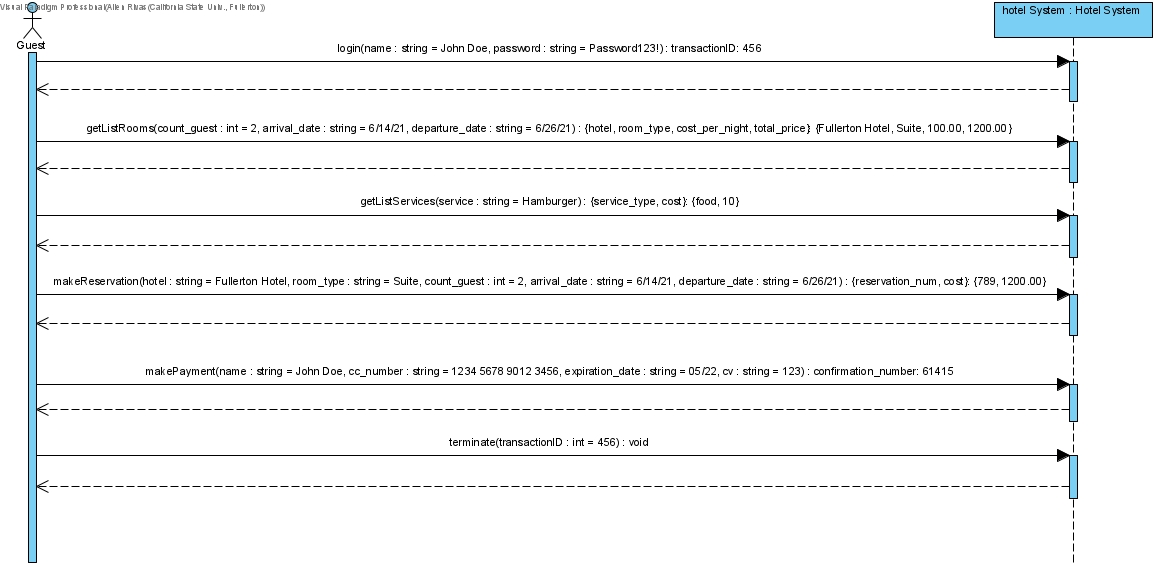 Visual Paradigm Professional(Allen Rivas(California State Univ., Fullerton))
hotel System : Hotel System
Guest
login(name : string = John Doe, password : string = Password123!) : transactionID: 456
getListRooms(count_guest : int = 2, arrival_date : string = 6/14/21, departure_date : string = 6/26/21) : {hotel, room_type, cost_per_night, total_price} {Fullerton Hotel, Suite, 100.00, 1200.00}
getListServices(service : string = Hamburger) : {service_type, cost}: {food, 10}
makeReservation(hotel : string = Fullerton Hotel, room_type : string = Suite, count_guest : int = 2, arrival_date : string = 6/14/21, departure_date : string = 6/26/21) : {reservation_num, cost}: {789, 1200.00}
makePayment(name : string = John Doe, cc_number : string = 1234 5678 9012 3456, expiration_date : string = 05/22, cv : string = 123) : confirmation_number: 61415
terminate(transactionID : int = 456) : void